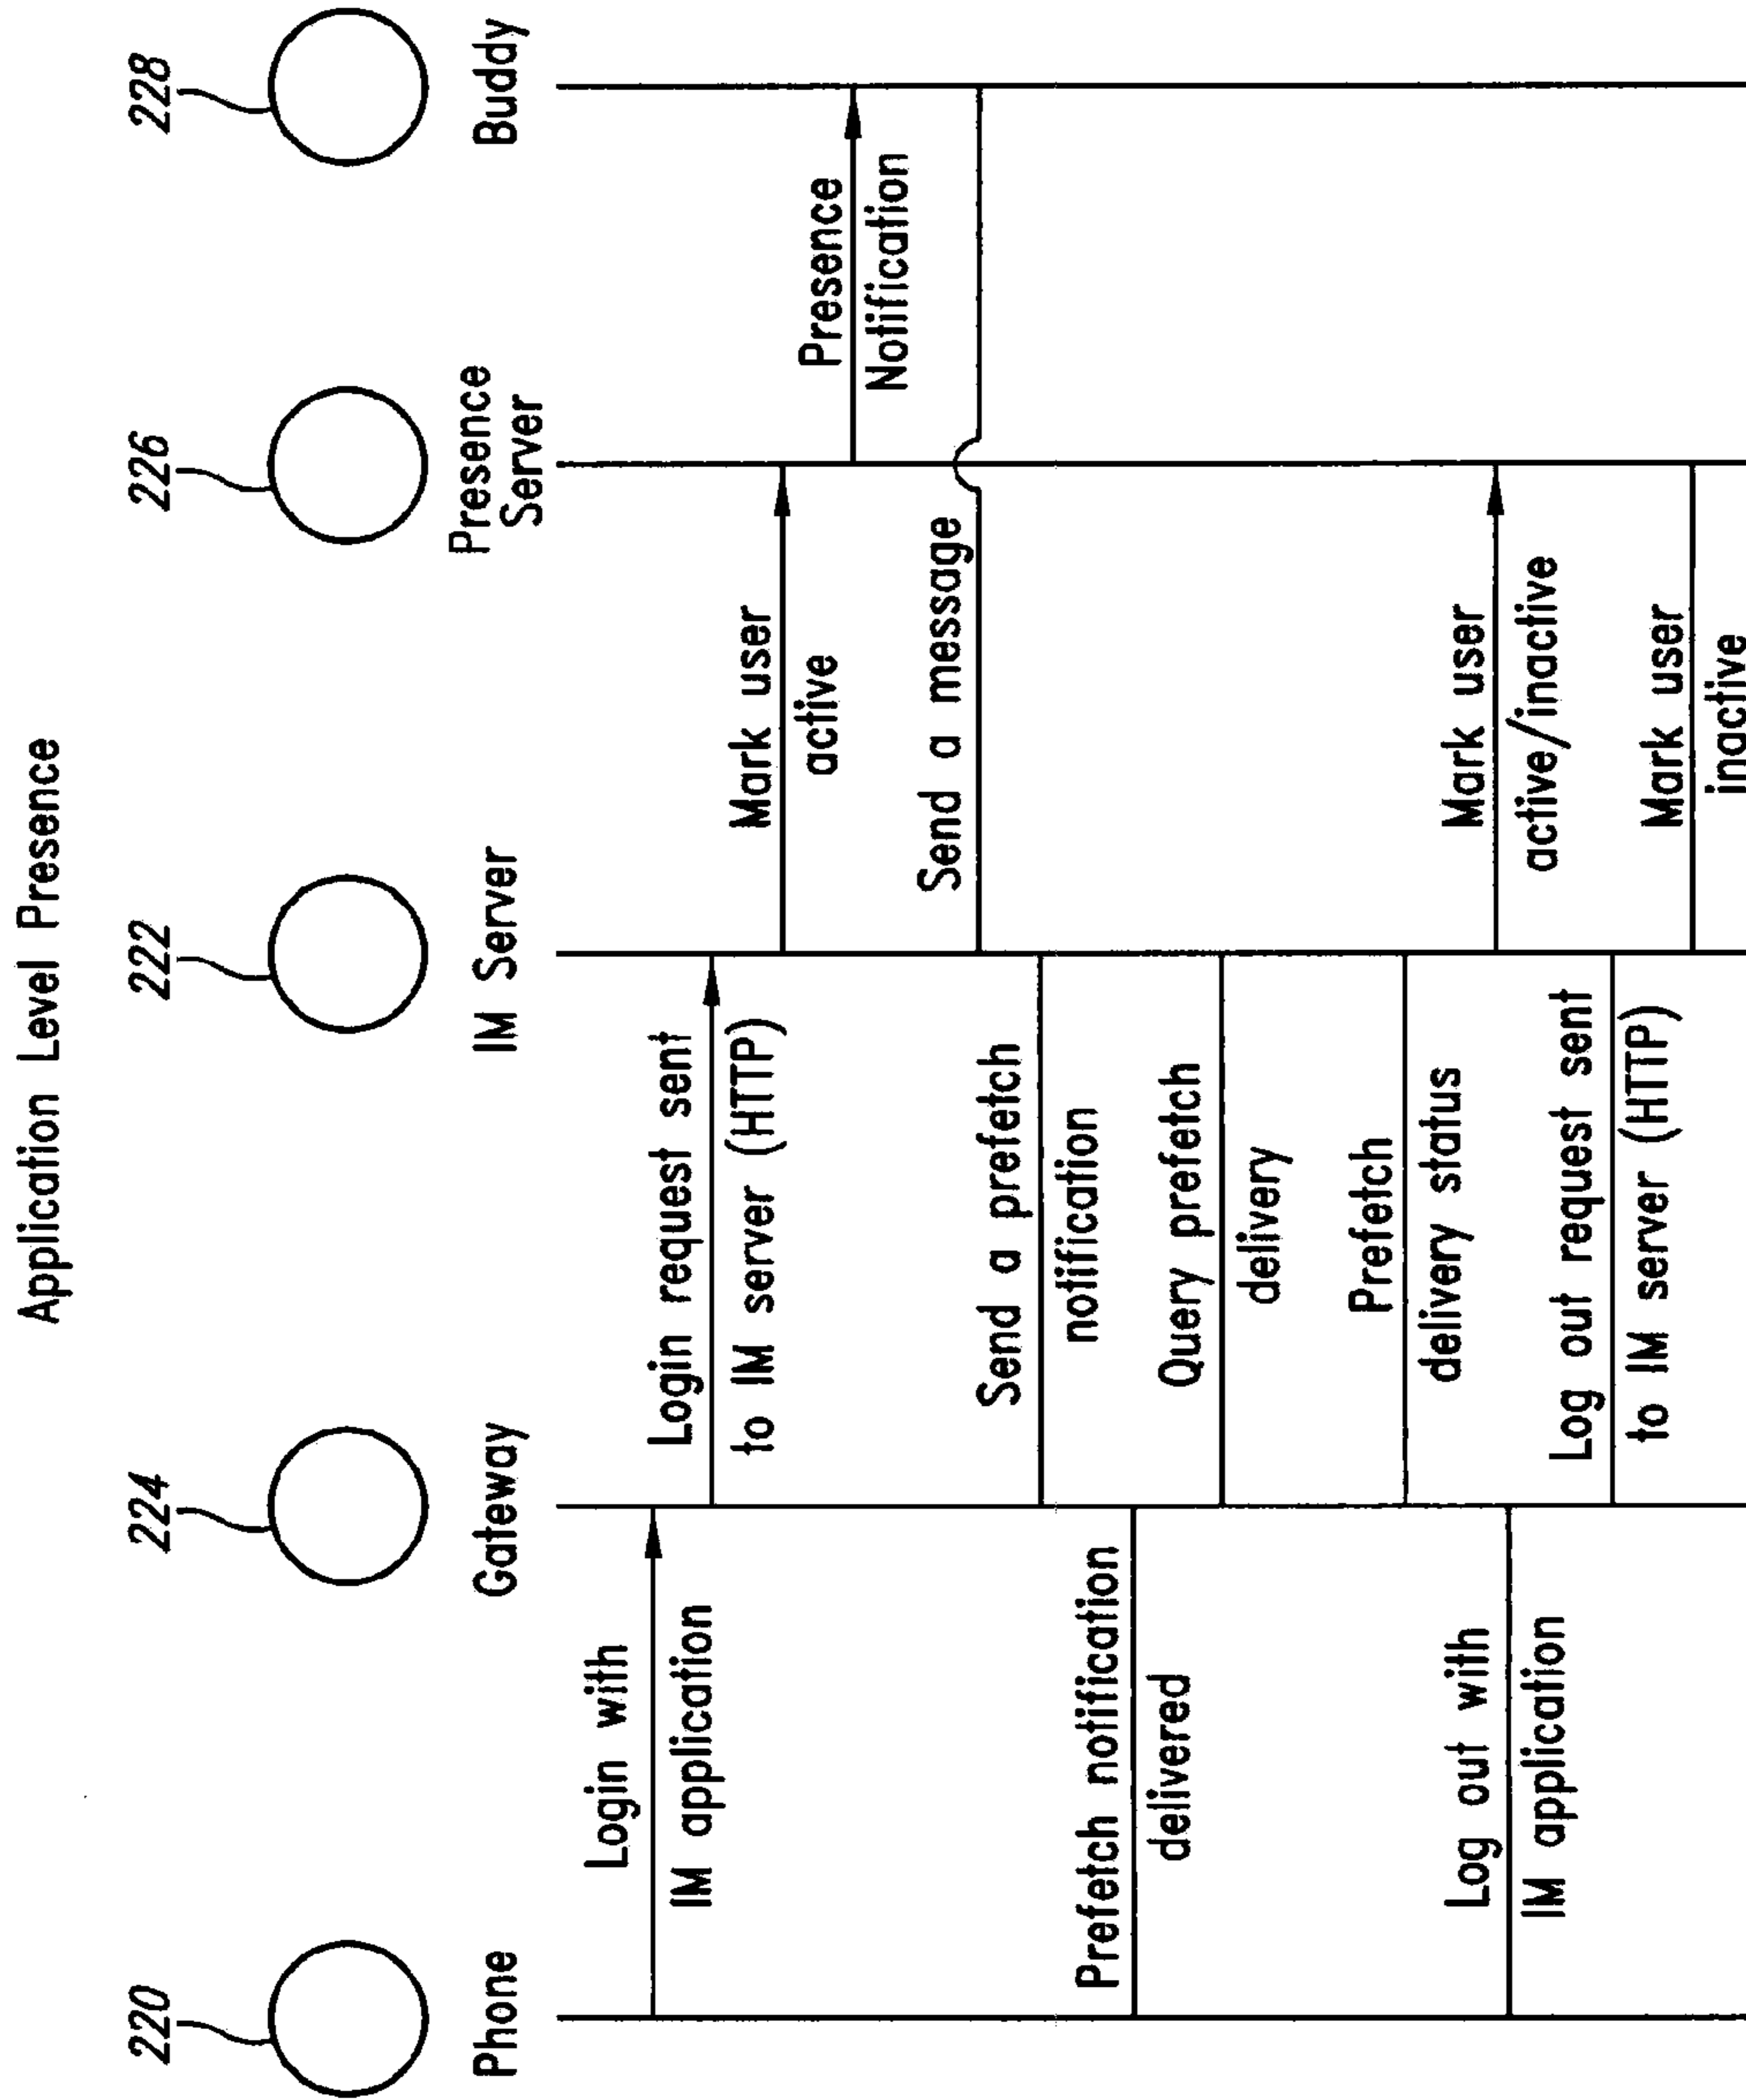 Application Level Presence
220
224
222
226
228
Phone
Gateway
IM Server
Presence
Server
Buddy
Login with
IM application
Login request sent
to IM server (HTTP)
Mark user
active
Presence
Notification
Send a message
Send a prefetch
notification
Prefetch notification
delivered
Query prefetch
delivery
Prefetch
delivery status
Log out with
IM application
Mark user
active/inactive
Log out request sent
to IM server (HTTP)
Mark user
inactive